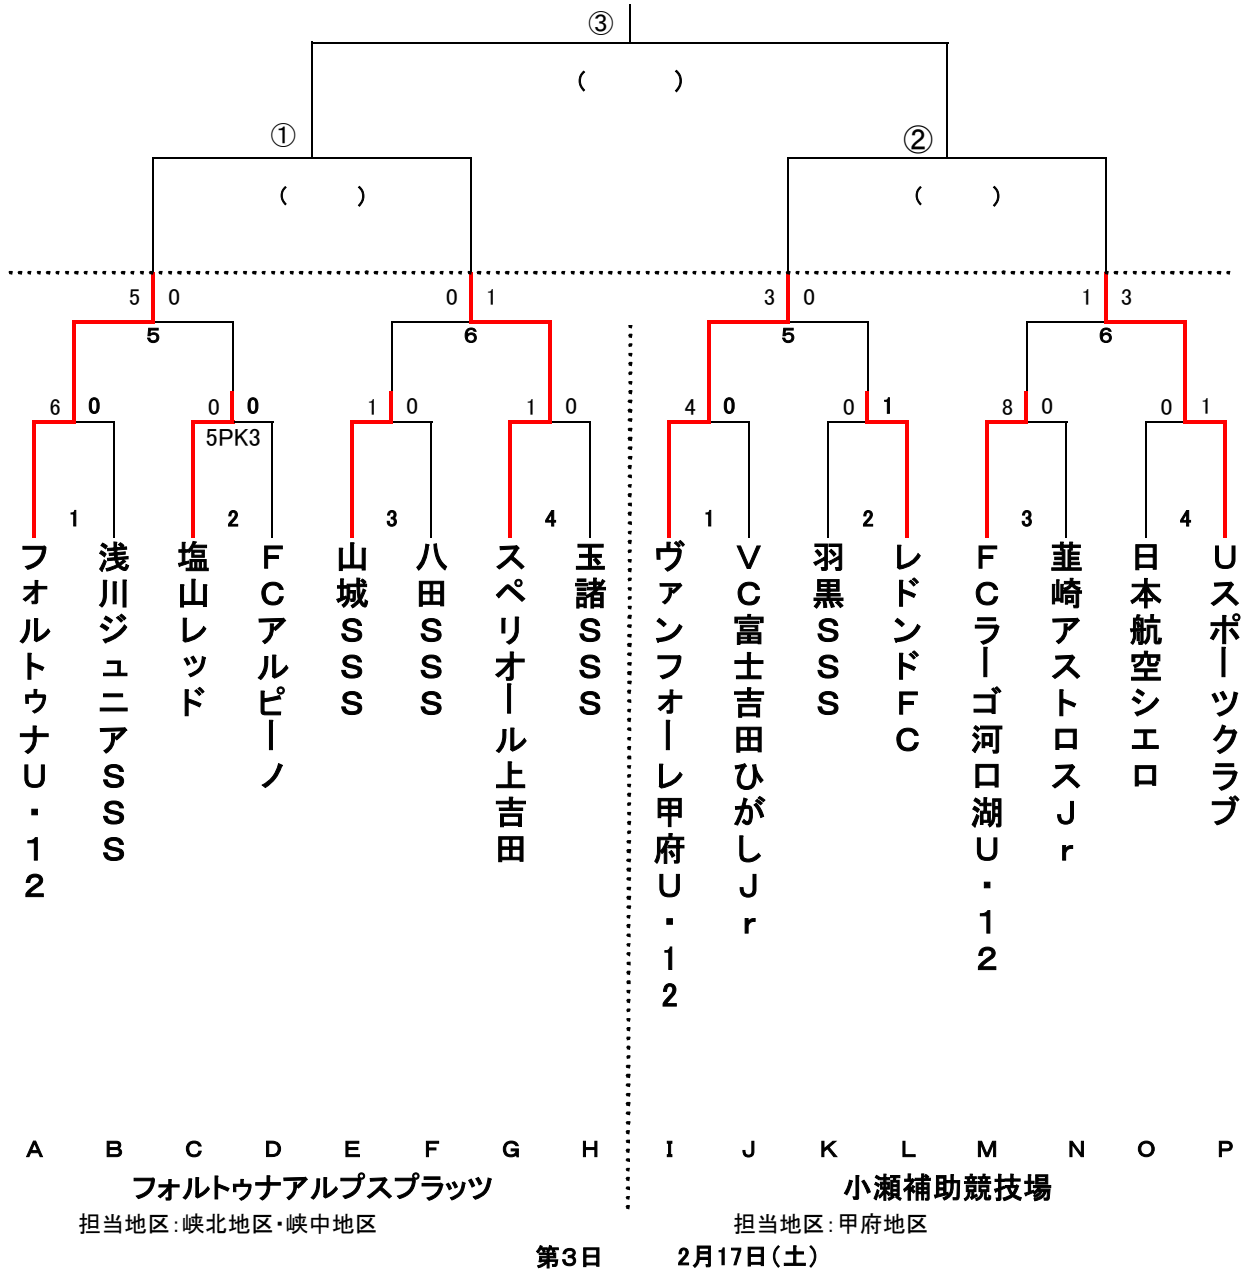 ③
(　　)
①
②
(　　)
(　　)
5 0
0 1
3 0
1 3
5
6
5
6
6 0
0 0
1 0
1 0
4 0
0 1
8 0
0 1
5PK3
1
2
3
4
1
2
3
4
フォルトゥナU・12
浅川ジュニアSSS
塩山レッド
FCアルピーノ
山城SSS
八田SSS
スペリオール上吉田
玉諸SSS
ヴァンフォーレ甲府U・12
VC富士吉田ひがしJr
羽黒SSS
レドンドFC
FCラーゴ河口湖U・12
韮崎アストロスJr
日本航空シエロ
Uスポーツクラブ
A B C D E F G H I J K L M N O P
フォルトゥナアルプスプラッツ
小瀬補助競技場
担当地区：峡北地区・峡中地区
担当地区：甲府地区
第3日　2月17日（土）